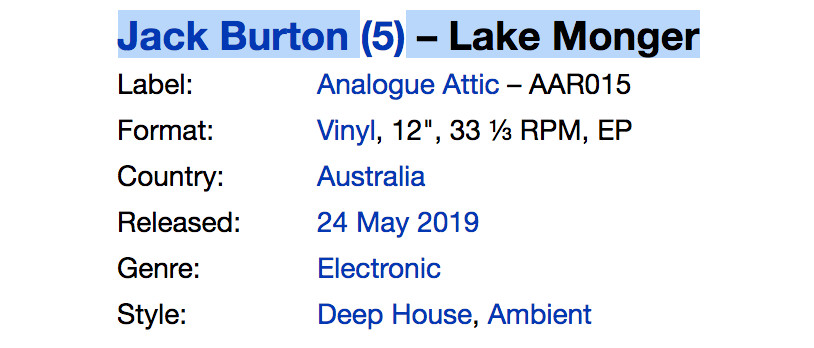 Jack Burton (5) – Lake Monger
Label: Analogue Attic – AAR015
Format: Vinyl, 12", 33 ⅓ RPM, EP
Country: Australia
Released: 24 May 2019
Genre: Electronic
Style: Deep House, Ambient